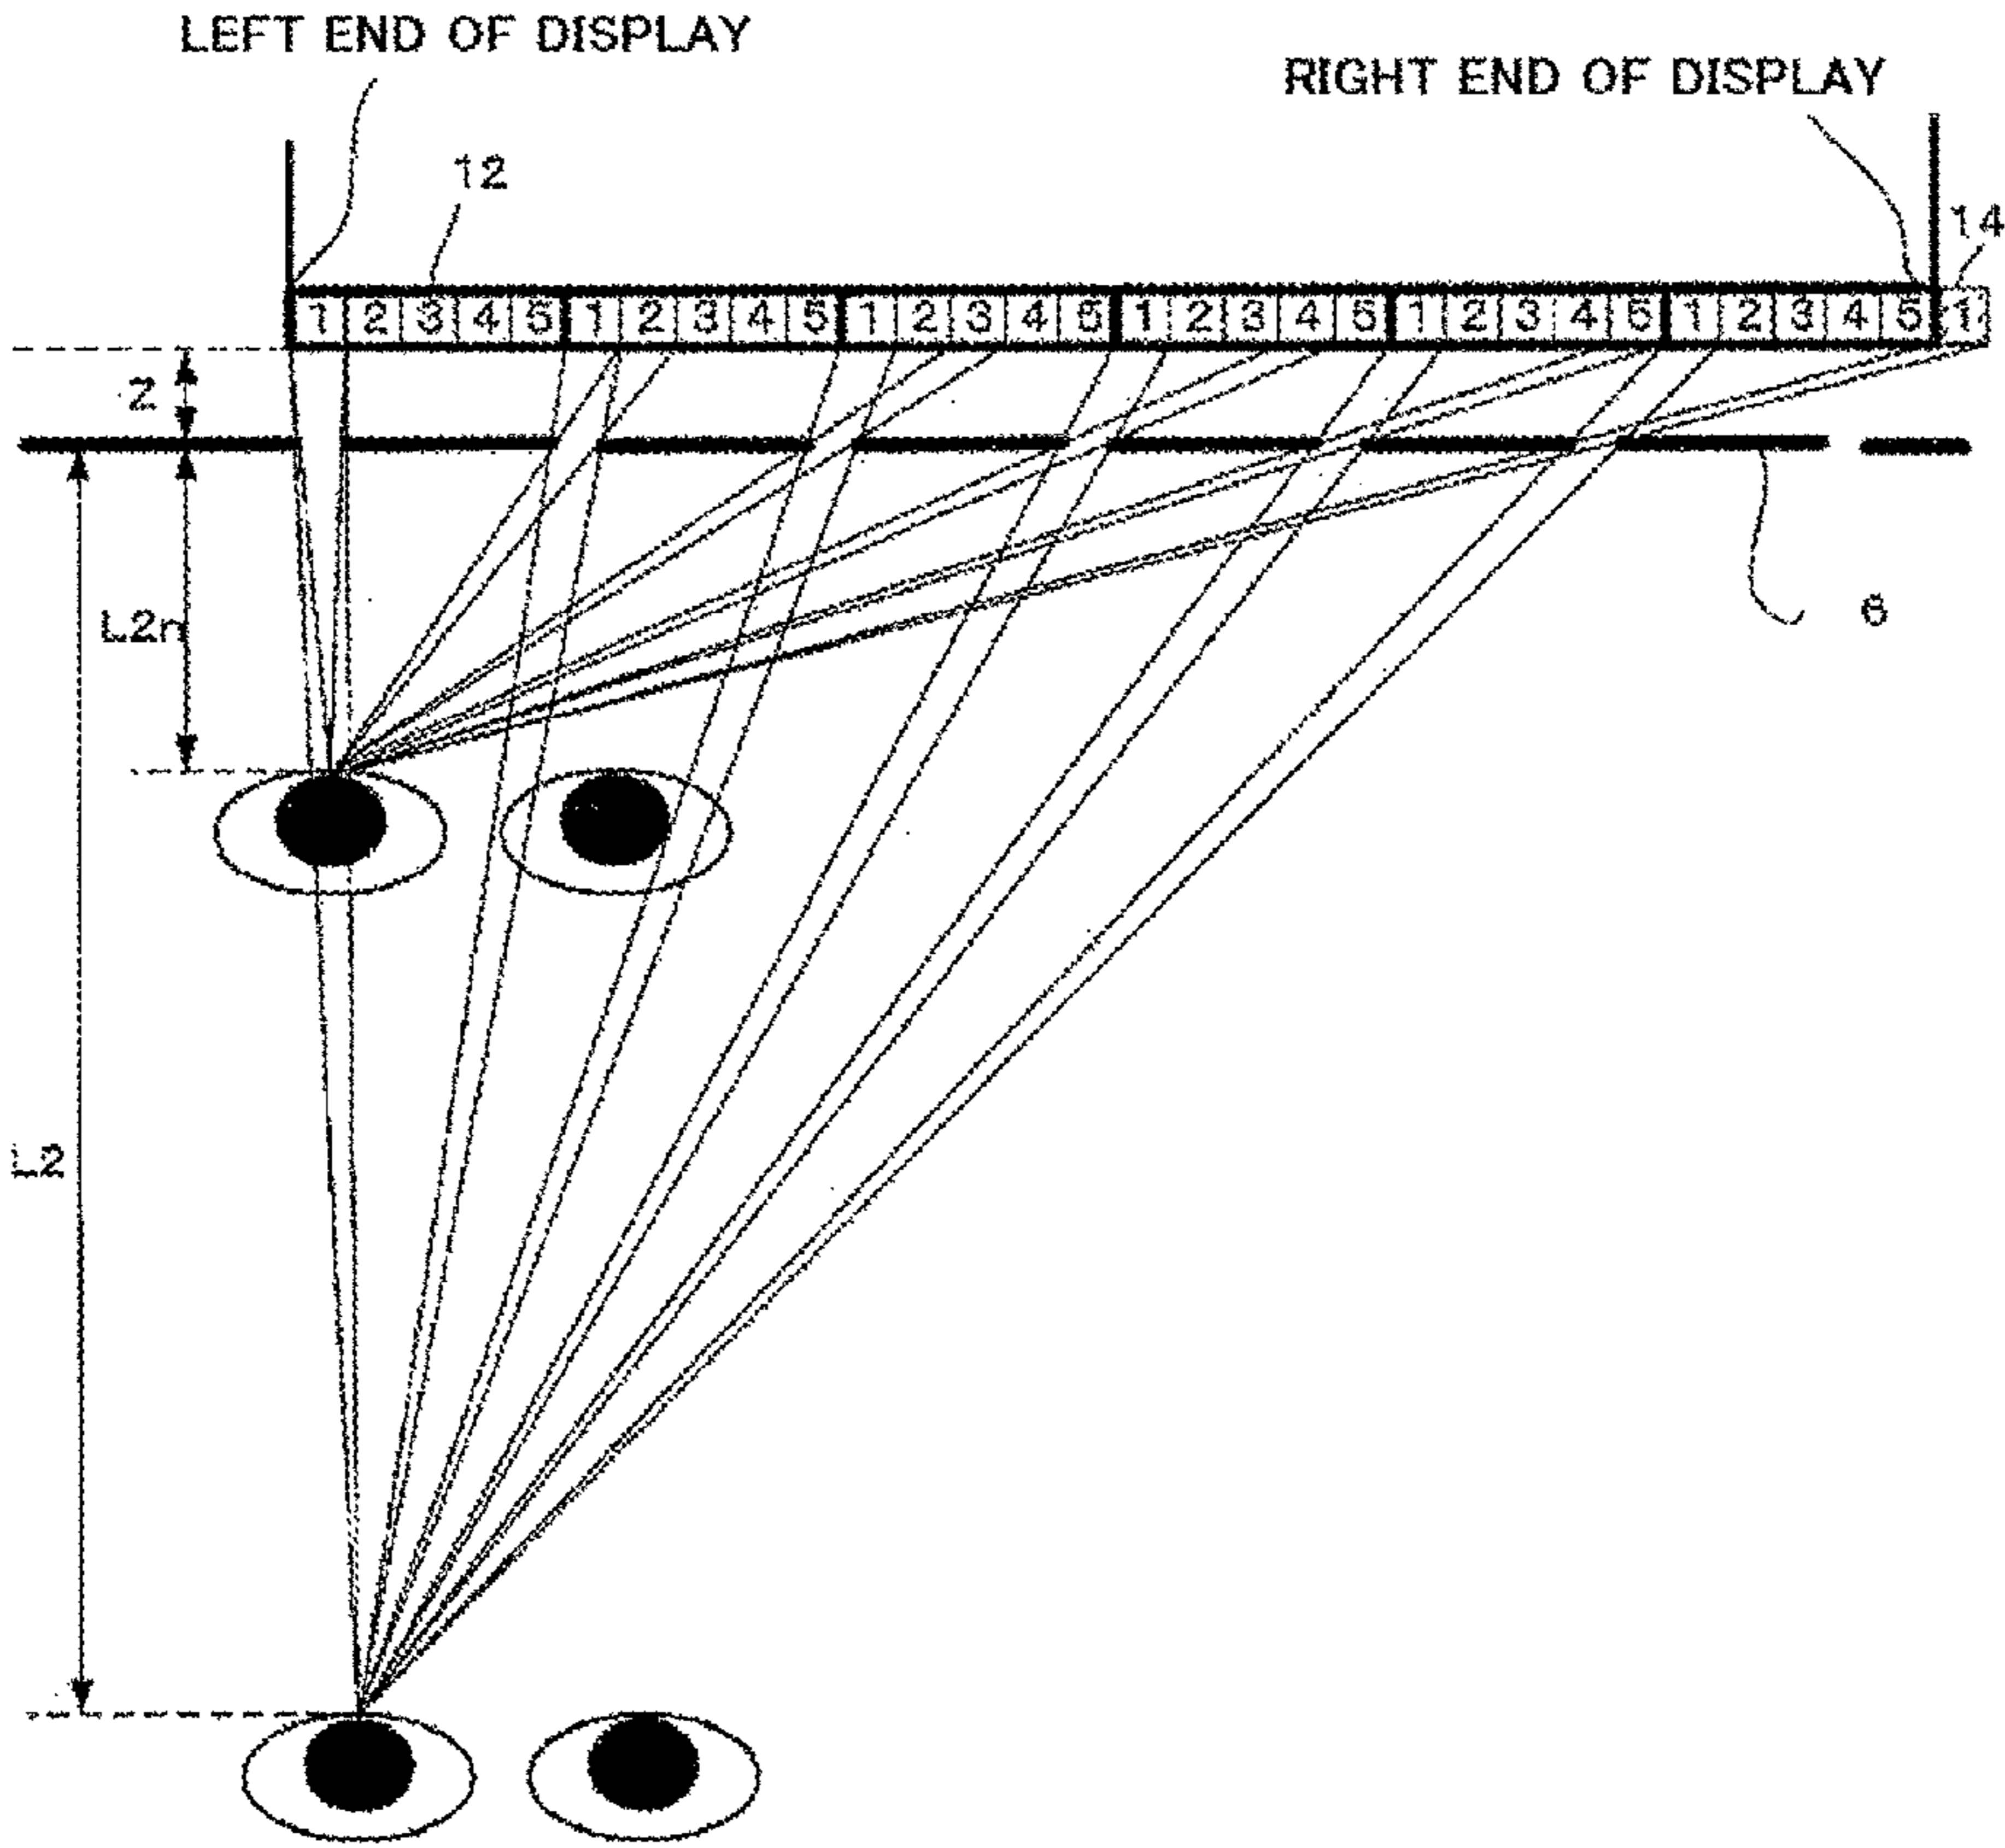 LEFT END OF DISPLAY
RIGHT END OF DISPLAY
12
14
1 2 3 4 5 1 2 3 4 5 1 2 3 4 5 1 2 3 4 5 1 2 3 4 5 1 2 3 4 5 1
Z
L2n
6
L2